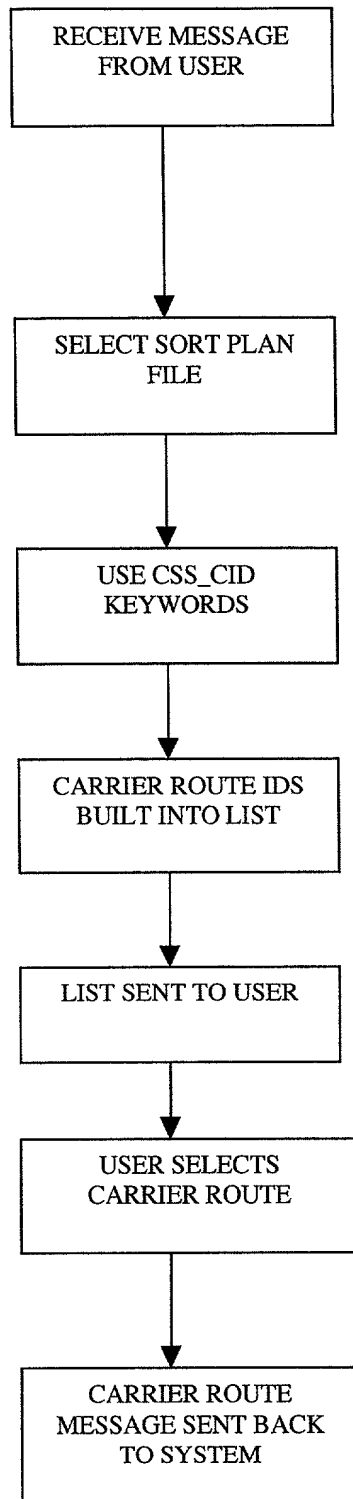 RECEIVE MESSAGE
FROM USER
SELECT SORT PLAN
FILE
USE CSS_CID
KEYWORDS
CARRIER ROUTE IDS
BUILT INTO LIST
LIST SENT TO USER
USER SELECTS
CARRIER ROUTE
CARRIER ROUTE
MESSAGE SENT BACK
TO SYSTEM